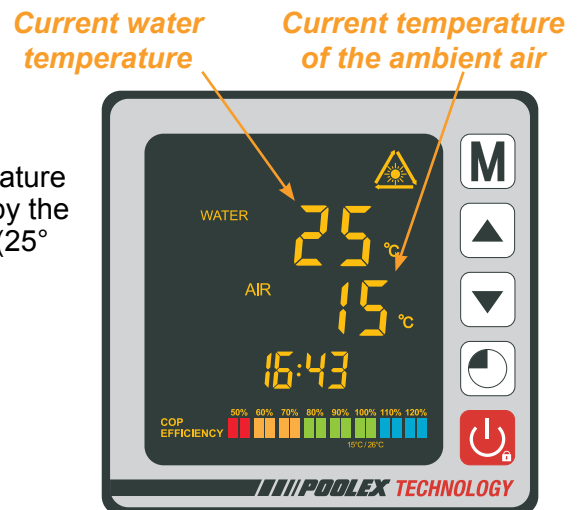 Current water
temperature
Current temperature
of the ambient air
by the
(25°
M
WATER
25 °C
AIR
15 °C
16:43
50% 60% 70% 80% 90% 100% 110% 120%
COP
EFFICIENCY
15°C / 26°C
POOLEX TECHNOLOGY